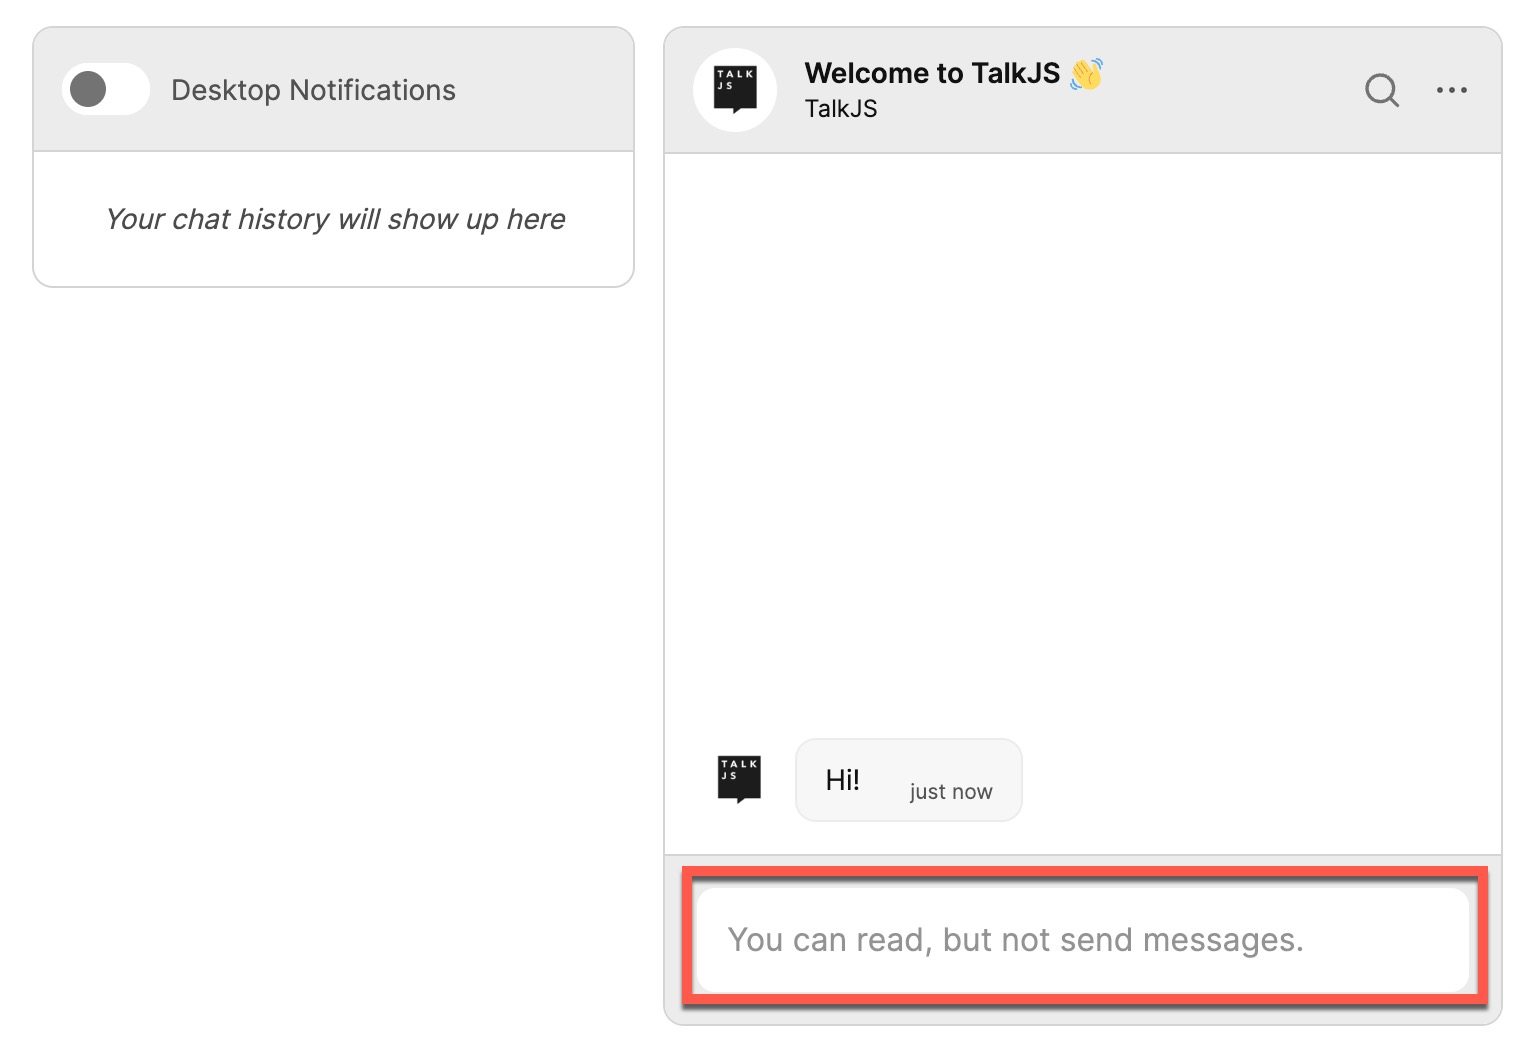 Desktop Notifications
Your chat history will show up here
TALK
JS
Welcome to TalkJS 👋
TalkJS
TALK
JS
Hi!
just now
You can read, but not send messages.